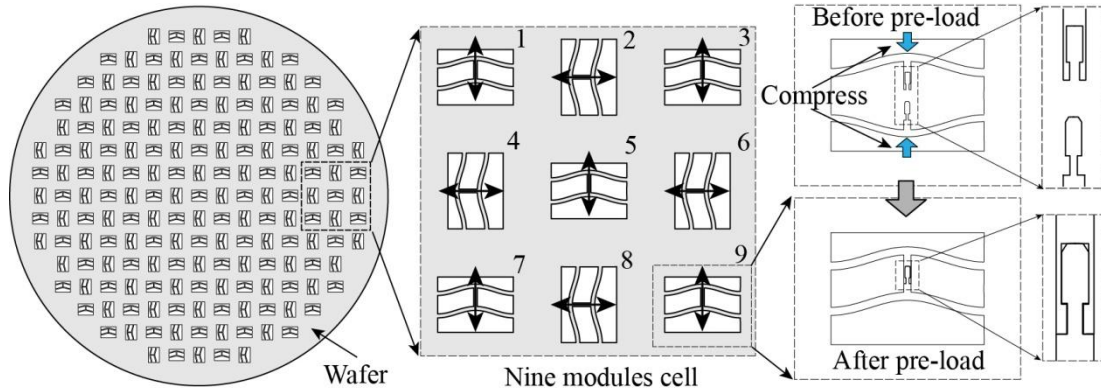 Before pre-load
1 2 3
Compress
4 5 6
7 8 9
After pre-load
Wafer
Nine modules cell